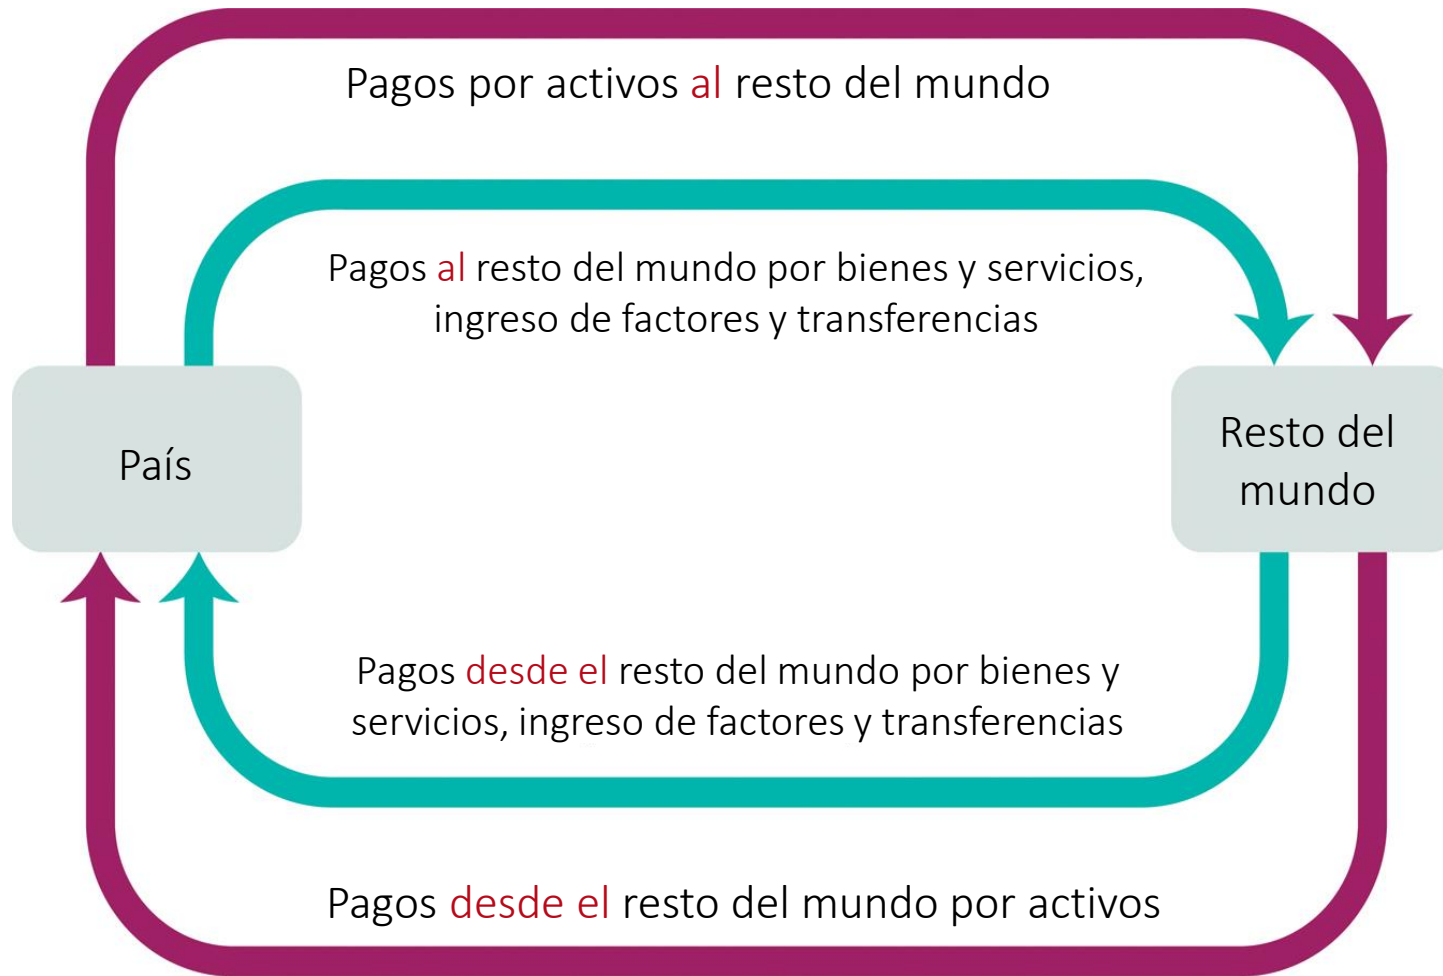 Pagos por activos al resto del mundo
Pagos al resto del mundo por bienes y servicios,
ingreso de factores y transferencias
País
Resto del
mundo
Pagos desde el resto del mundo por bienes y
servicios, ingreso de factores y transferencias
Pagos desde el resto del mundo por activos